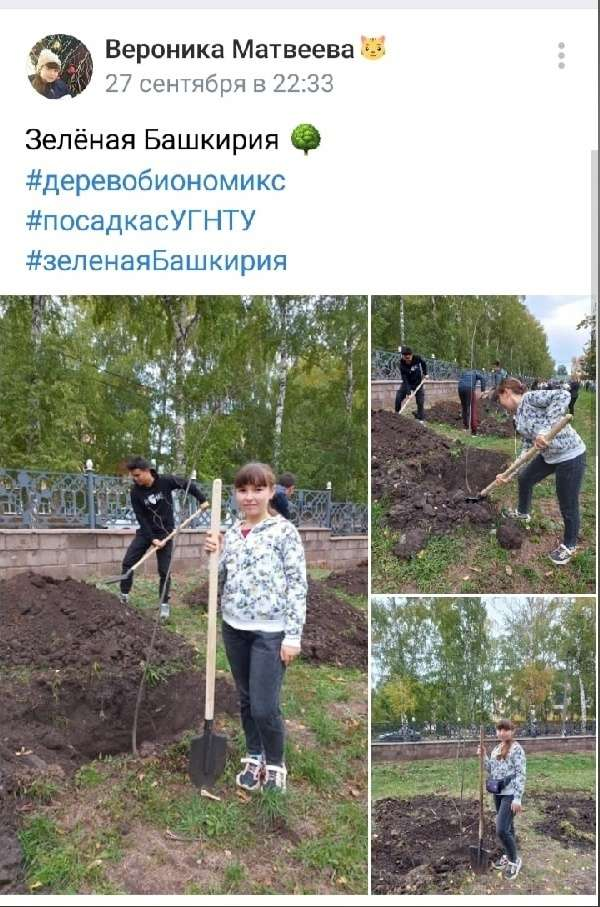 Вероника Матвеева
27 сентября в 22:33
Зелёная Башкирия
#деревобиономикс
#посадкасУГНТУ
#зеленаяБашкирия